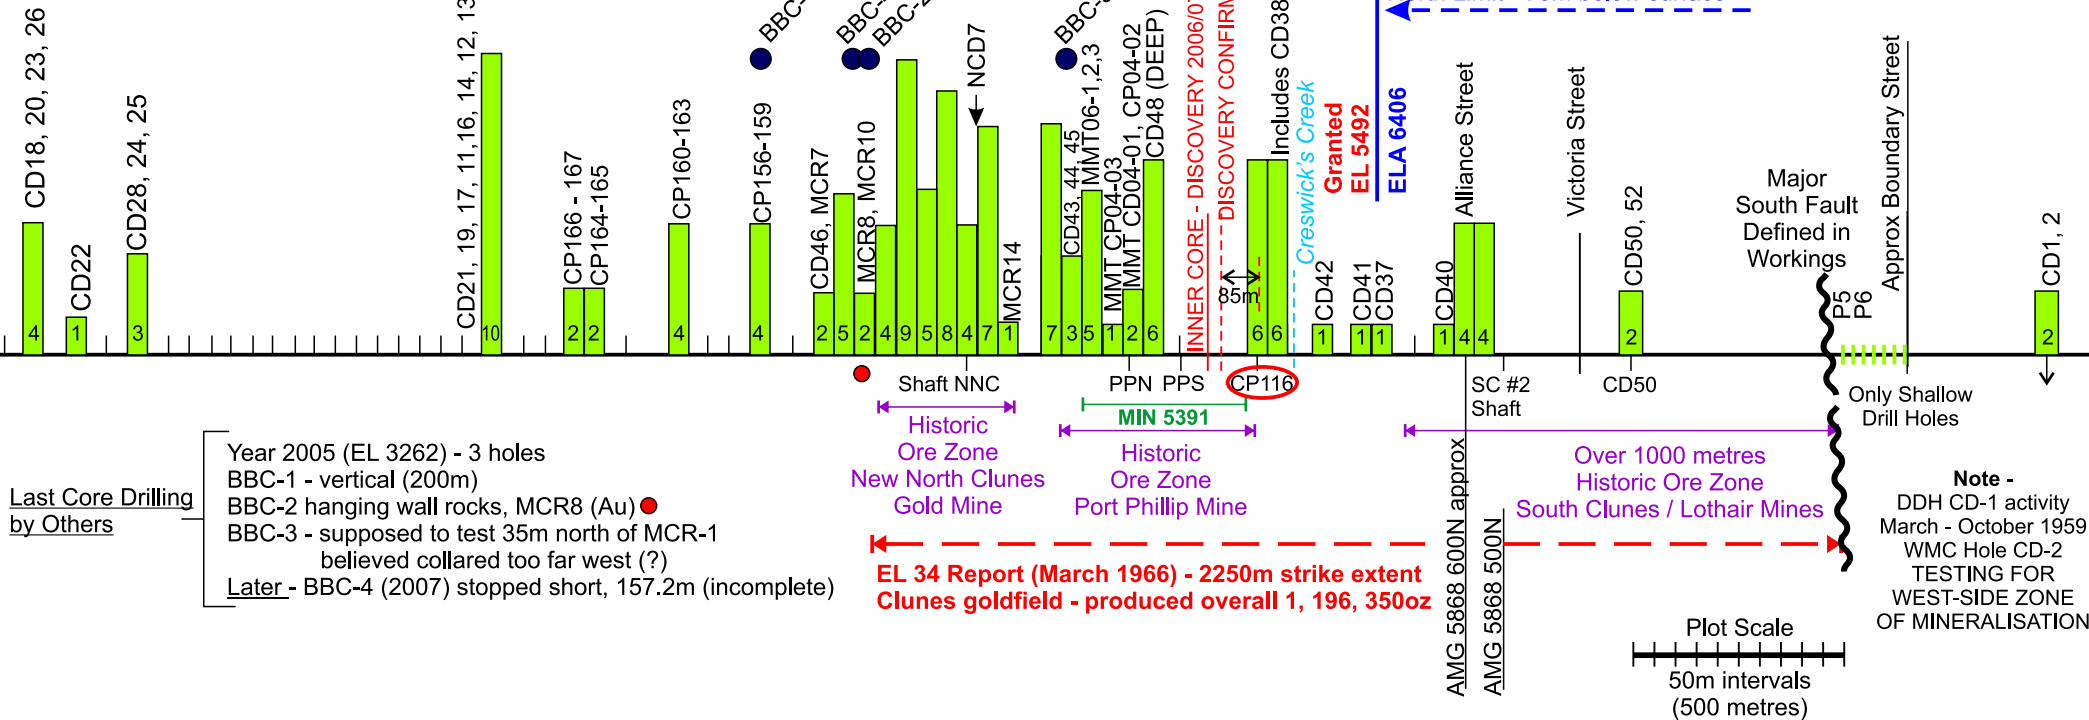 CD18, 20, 23, 26
CD22
CD28, 24, 25
CD21, 19, 17, 11,16, 14, 12, 13
CP166 - 167
CP164-165
CP160-163
CP156-159
BBC-
BBC-
BBC-2
CD46, MCR7
MCR8, MCR10
NCD7
MCR14
BBC-
CD43, 44, 45
MMT06-1,2,3
MMT CP04-03
MMT CD04-01, CP04-02
CD48 (DEEP)
INNER CORE - DISCOVERY 2006/07
DISCOVERY CONFIRM
85m
Includes CD38
Creswick's Creek
Granted
EL 5492
ELA 6406
below
CD42
CD41
CD37
CD40
Alliance Street
Victoria Street
CD50, 52
Major
South Fault
Defined in
Workings
P5
P6
Approx Boundary Street
CD1, 2
4
1
3
10
2
2
4
4
2
5
2
4
9
5
8
4
7
1
7
3
5
1
2
6
6
6
1
1
1
1
4
4
2
2
Shaft NNC
PPN
PPS
CP116
SC #2
Shaft
CD50
Only Shallow
Drill Holes
MIN 5391
Historic
Ore Zone
New North Clunes
Gold Mine
Historic
Ore Zone
Port Phillip Mine
Over 1000 metres
Historic Ore Zone
South Clunes / Lothair Mines
Last Core Drilling
by Others
Year 2005 (EL 3262) - 3 holes
BBC-1 - vertical (200m)
BBC-2 hanging wall rocks, MCR8 (Au)
BBC-3 - supposed to test 35m north of MCR-1
believed collared too far west (?)
Later - BBC-4 (2007) stopped short, 157.2m (incomplete)
EL 34 Report (March 1966) - 2250m strike extent
Clunes goldfield - produced overall 1, 196, 350oz
AMG 5868 600N approx
AMG 5868 500N
Note -
DDH CD-1 activity
March - October 1959
WMC Hole CD-2
TESTING FOR
WEST-SIDE ZONE
OF MINERALISATION
Plot Scale
50m intervals
(500 metres)